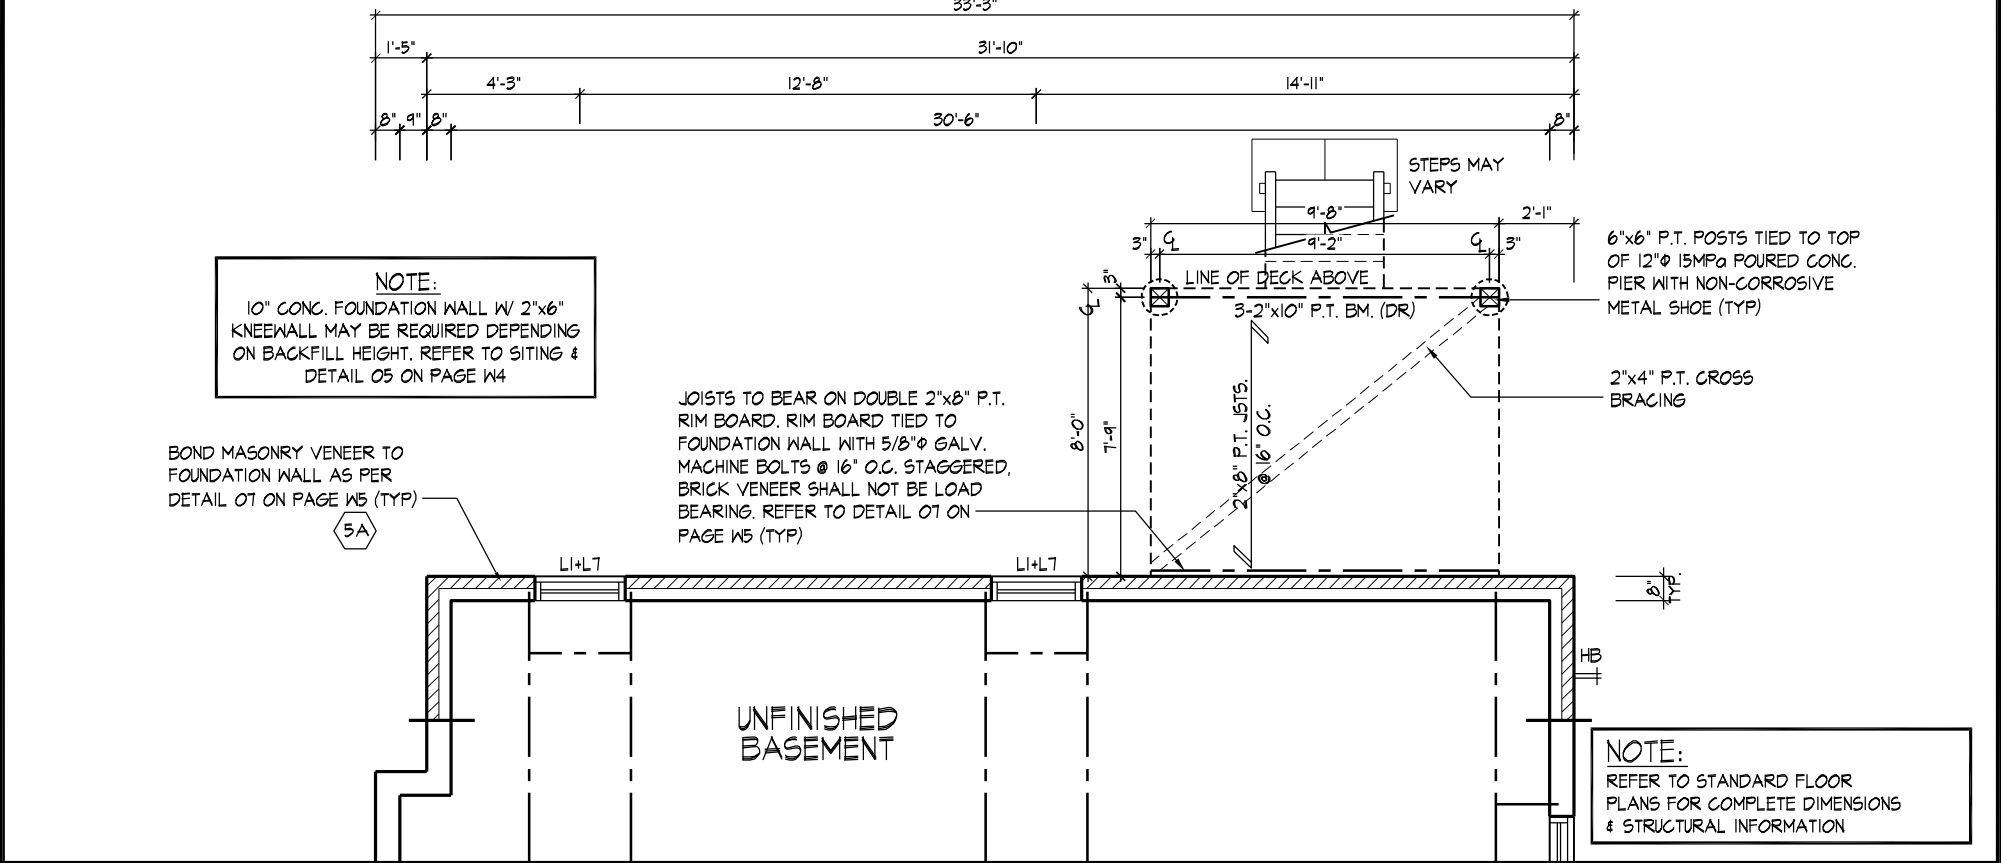 33'-3"
1'-5"
31'-10"
4'-3"
12'-8"
14'-11"
8"
9"
8"
30'-6"
8"
STEPS MAY
VARY
9'-8"
2'-1"
3"
CL
9'-2"
CL
3"
3"
CL
LINE OF DECK ABOVE
3-2"x10" P.T. BM. (DR)
6"x6" P.T. POSTS TIED TO TOP
OF 12"Φ 15MPa POURED CONC.
PIER WITH NON-CORROSIVE
METAL SHOE (TYP)
NOTE:
10" CONC. FOUNDATION WALL W/ 2"x6"
KNEEWALL MAY BE REQUIRED DEPENDING
ON BACKFILL HEIGHT. REFER TO SITING &
DETAIL 05 ON PAGE W4
2"x4" P.T. CROSS
BRACING
8'-0"
7'-9"
2"x8" P.T. JSTS.
@ 16" O.C.
JOISTS TO BEAR ON DOUBLE 2"x8" P.T.
RIM BOARD. RIM BOARD TIED TO
FOUNDATION WALL WITH 5/8"Φ GALV.
MACHINE BOLTS @ 16" O.C. STAGGERED,
BRICK VENEER SHALL NOT BE LOAD
BEARING. REFER TO DETAIL 07 ON
PAGE W5 (TYP)
BOND MASONRY VENEER TO
FOUNDATION WALL AS PER
DETAIL 07 ON PAGE W5 (TYP)
5A
L1+L7
L1+L7
8"
TYP.
HB
UNFINISHED
BASEMENT
NOTE:
REFER TO STANDARD FLOOR
PLANS FOR COMPLETE DIMENSIONS
& STRUCTURAL INFORMATION